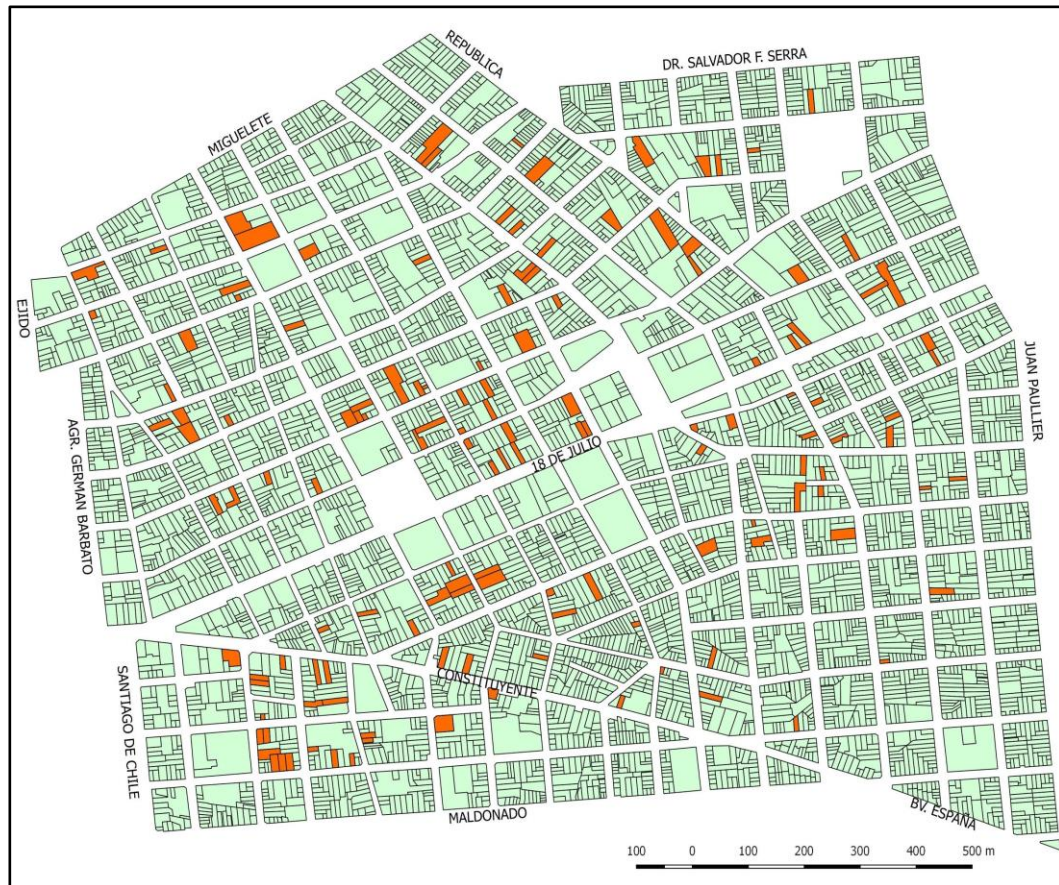 REPUBLICA
DR. SALVADOR F. SERRA
MIGUELETE
EJIDO
JUAN PAULLIER
AGR. GERMAN BARBATO
18 DE JULIO
SANTIAGO DE CHILE
CONSTITUYENTE
MALDONADO
BV. ESPAÑA
100 0 100 200 300 400 500 m